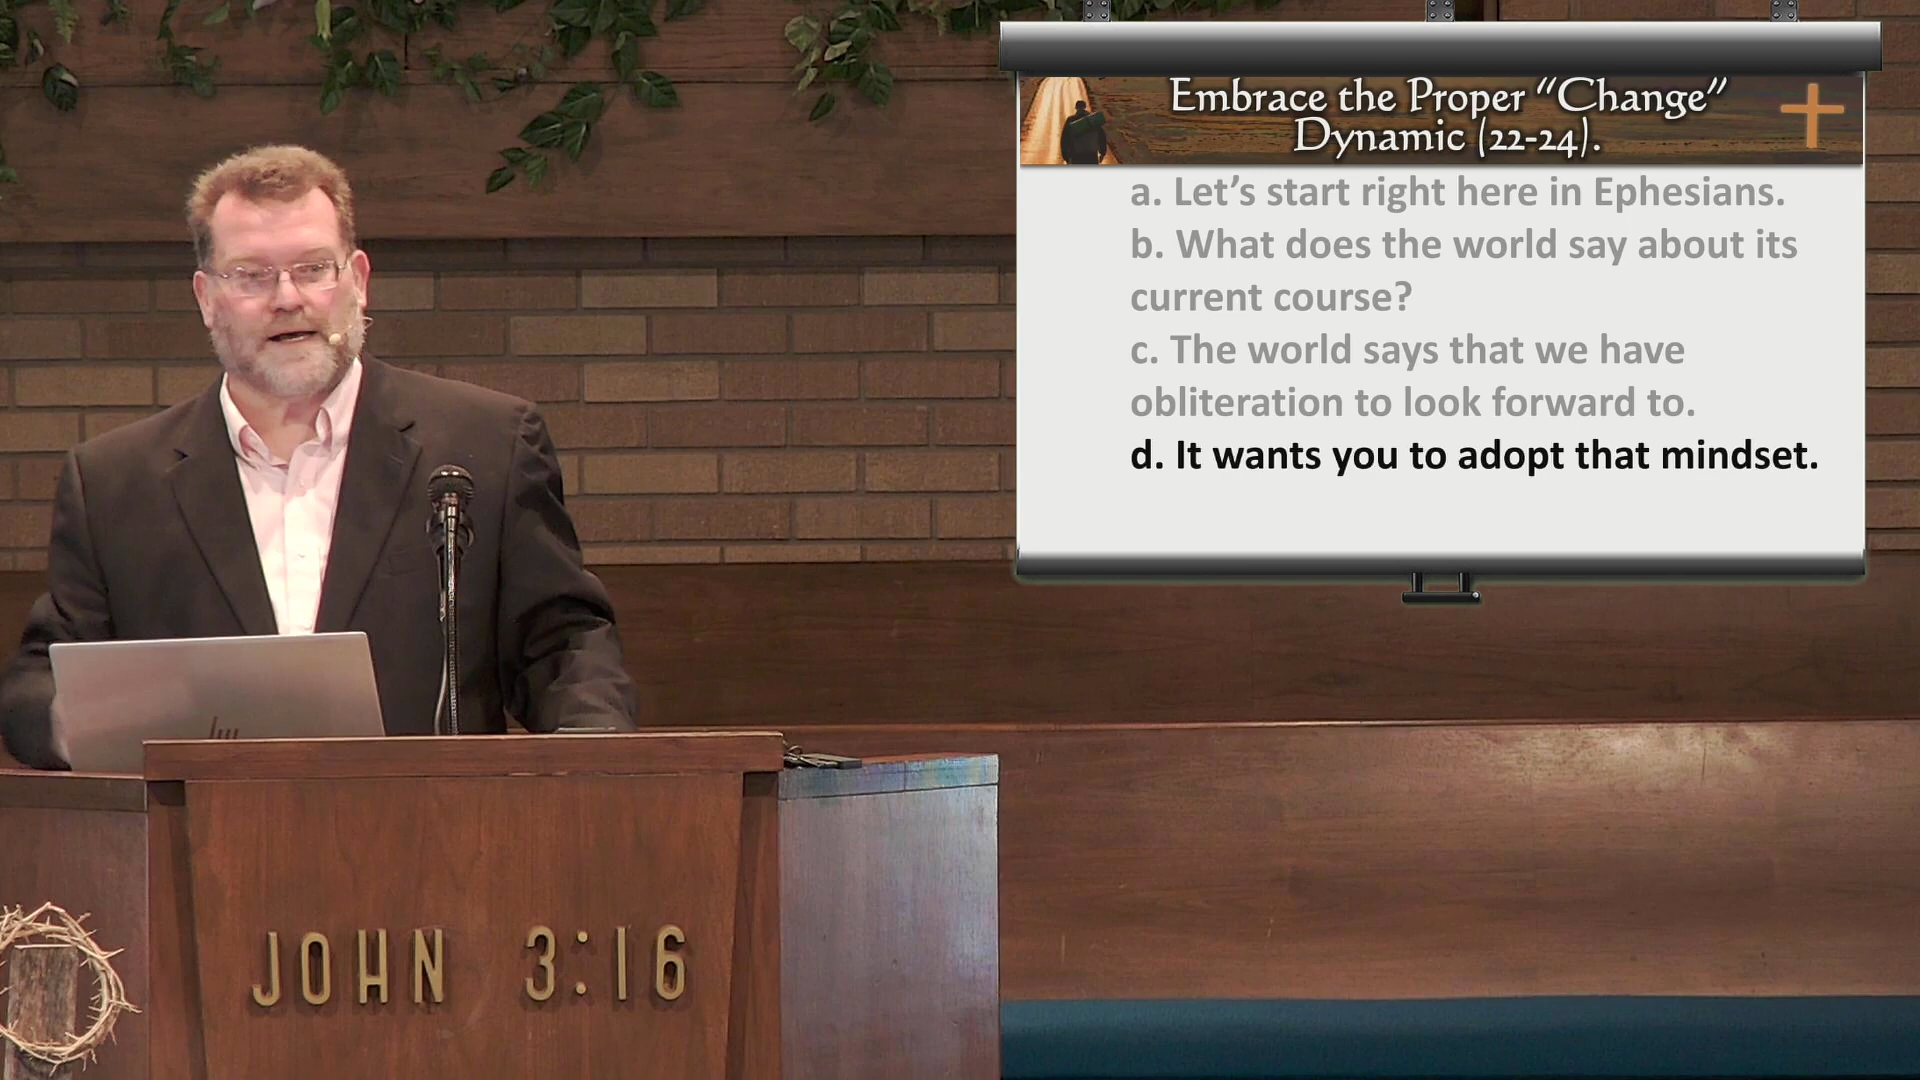 Embrace the Proper “Change”
Dynamic (22-24).
a. Let’s start right here in Ephesians.
b. What does the world say about its
current course?
c. The world says that we have
obliteration to look forward to.
d. It wants you to adopt that mindset.
hp
JOHN 3:16